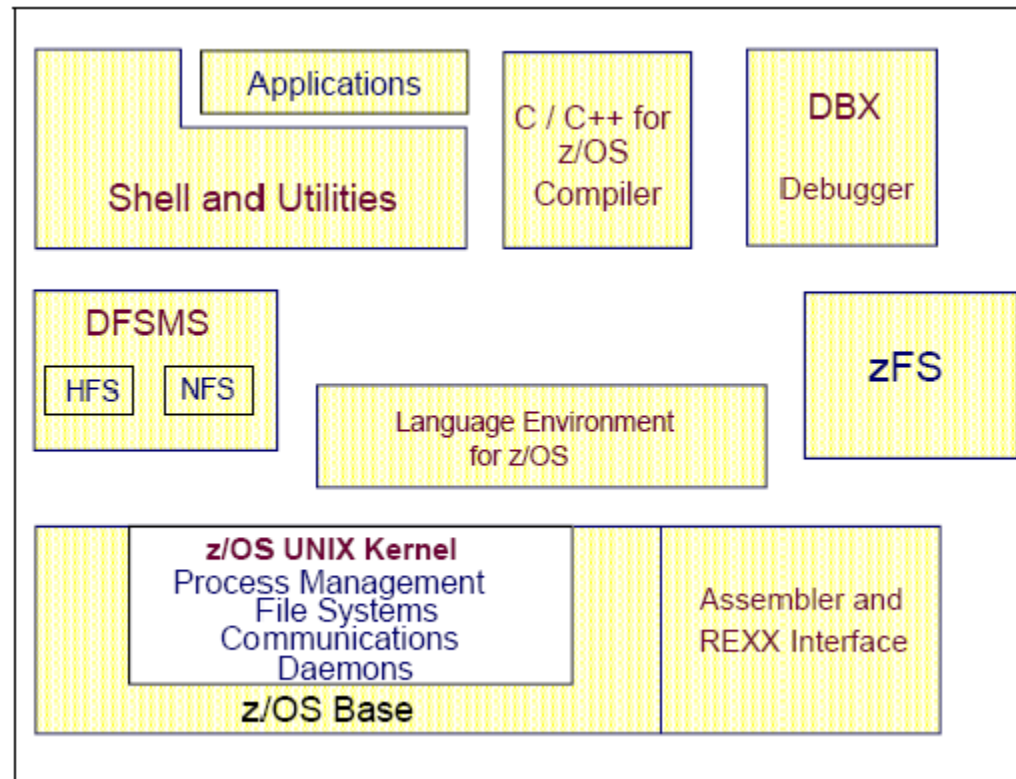 Applications
Shell and Utilities
C / C++ for
z/OS
Compiler
DBX
Debugger
DFSMS
HFS
NFS
Language Environment
for z/OS
zFS
z/OS UNIX Kernel
Process Management
File Systems
Communications
Daemons
z/OS Base
Assembler and
REXX Interface